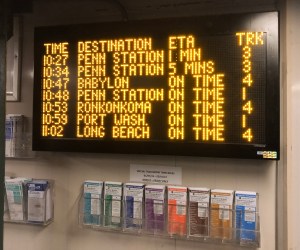 TIME DESTINATION ETA TRK
10:27 PENN STATION 1 MIN 3
10:34 PENN STATION 5 MINS 3
10:47 BABYLON ON TIME 4
10:48 PENN STATION ON TIME 1
10:53 RONKONKOMA ON TIME 4
10:59 PORT WASH. ON TIME 1
11:02 LONG BEACH ON TIME 4